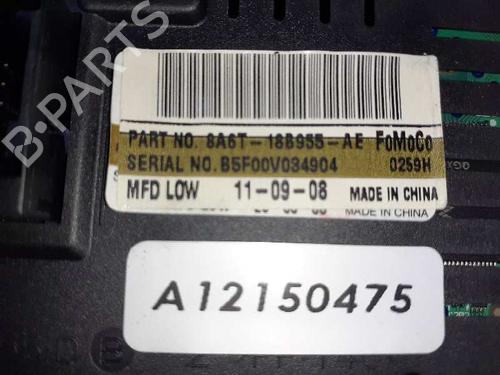 B-PARTS
PART NO. 8A6T-18B955-AE FoMoCo
SERIAL NO. B5F00V034904 0259H
MFD LOW 11-09-08 MADE IN CHINA
MADE IN CHINA
A12150475